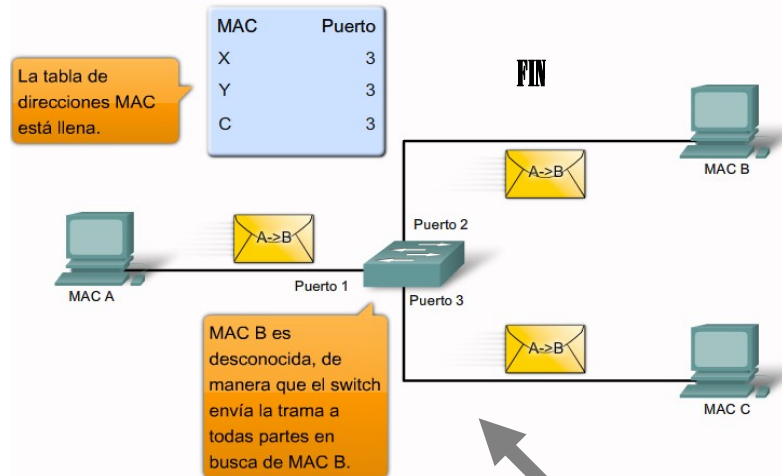 MAC Puerto
X 3
Y 3
C 3
La tabla de
direcciones MAC
está llena.
FIN
MAC B
A->B
Puerto 2
A->B
MAC A
Puerto 1
Puerto 3
MAC B es
desconocida, de
manera que el switch
envía la trama a
todas partes en
busca de MAC B.
A->B
MAC C